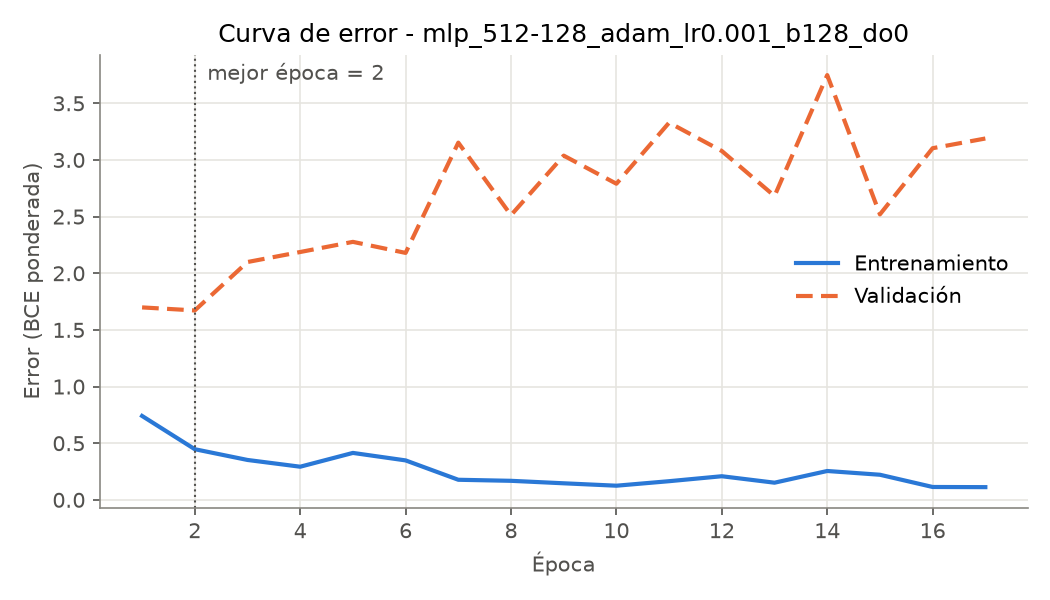 Curva de error - mlp_512-128_adam_lr0.001_b128_do0
mejor época = 2
Error (BCE ponderada)
3.5
3.0
2.5
2.0
1.5
1.0
0.5
0.0
Entrenamiento
Validación
2 4 6 8 10 12 14 16
Época